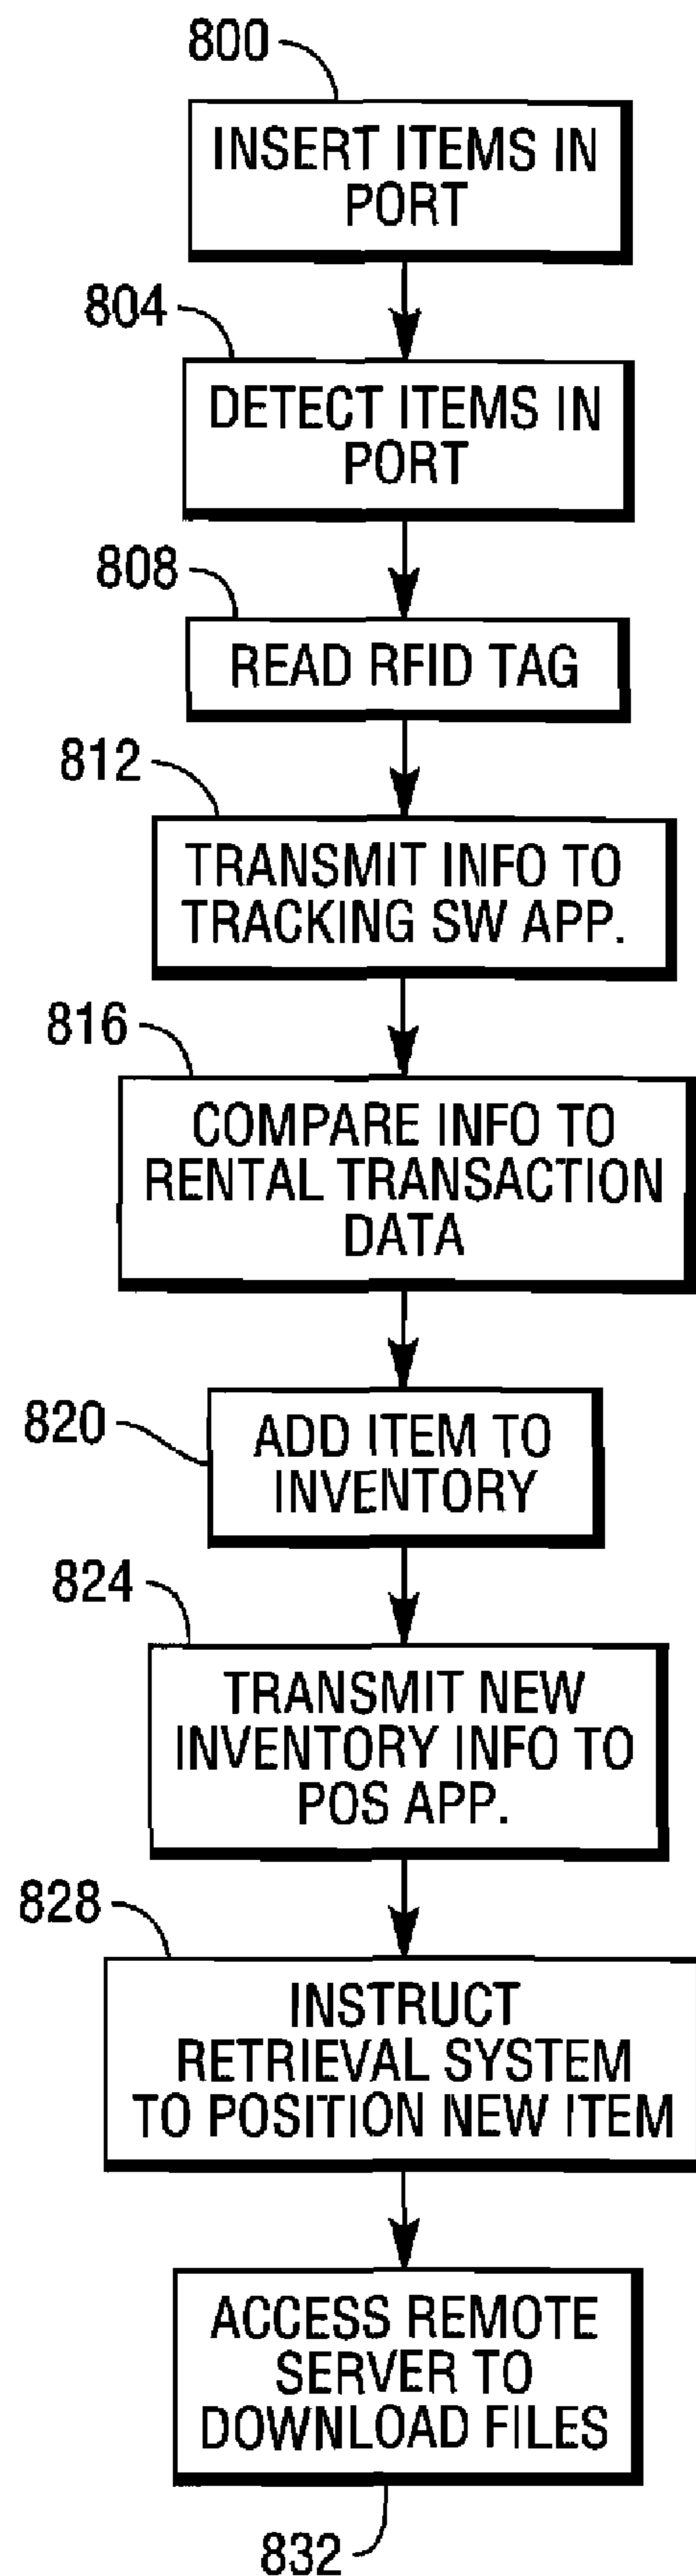 800
INSERT ITEMS IN
PORT
804
DETECT ITEMS IN
PORT
808
READ RFID TAG
812
TRANSMIT INFO TO
TRACKING SW APP.
816
COMPARE INFO TO
RENTAL TRANSACTION
DATA
820
ADD ITEM TO
INVENTORY
824
TRANSMIT NEW
INVENTORY INFO TO
POS APP.
828
INSTRUCT
RETRIEVAL SYSTEM
TO POSITION NEW ITEM
ACCESS REMOTE
SERVER TO
DOWNLOAD FILES
832